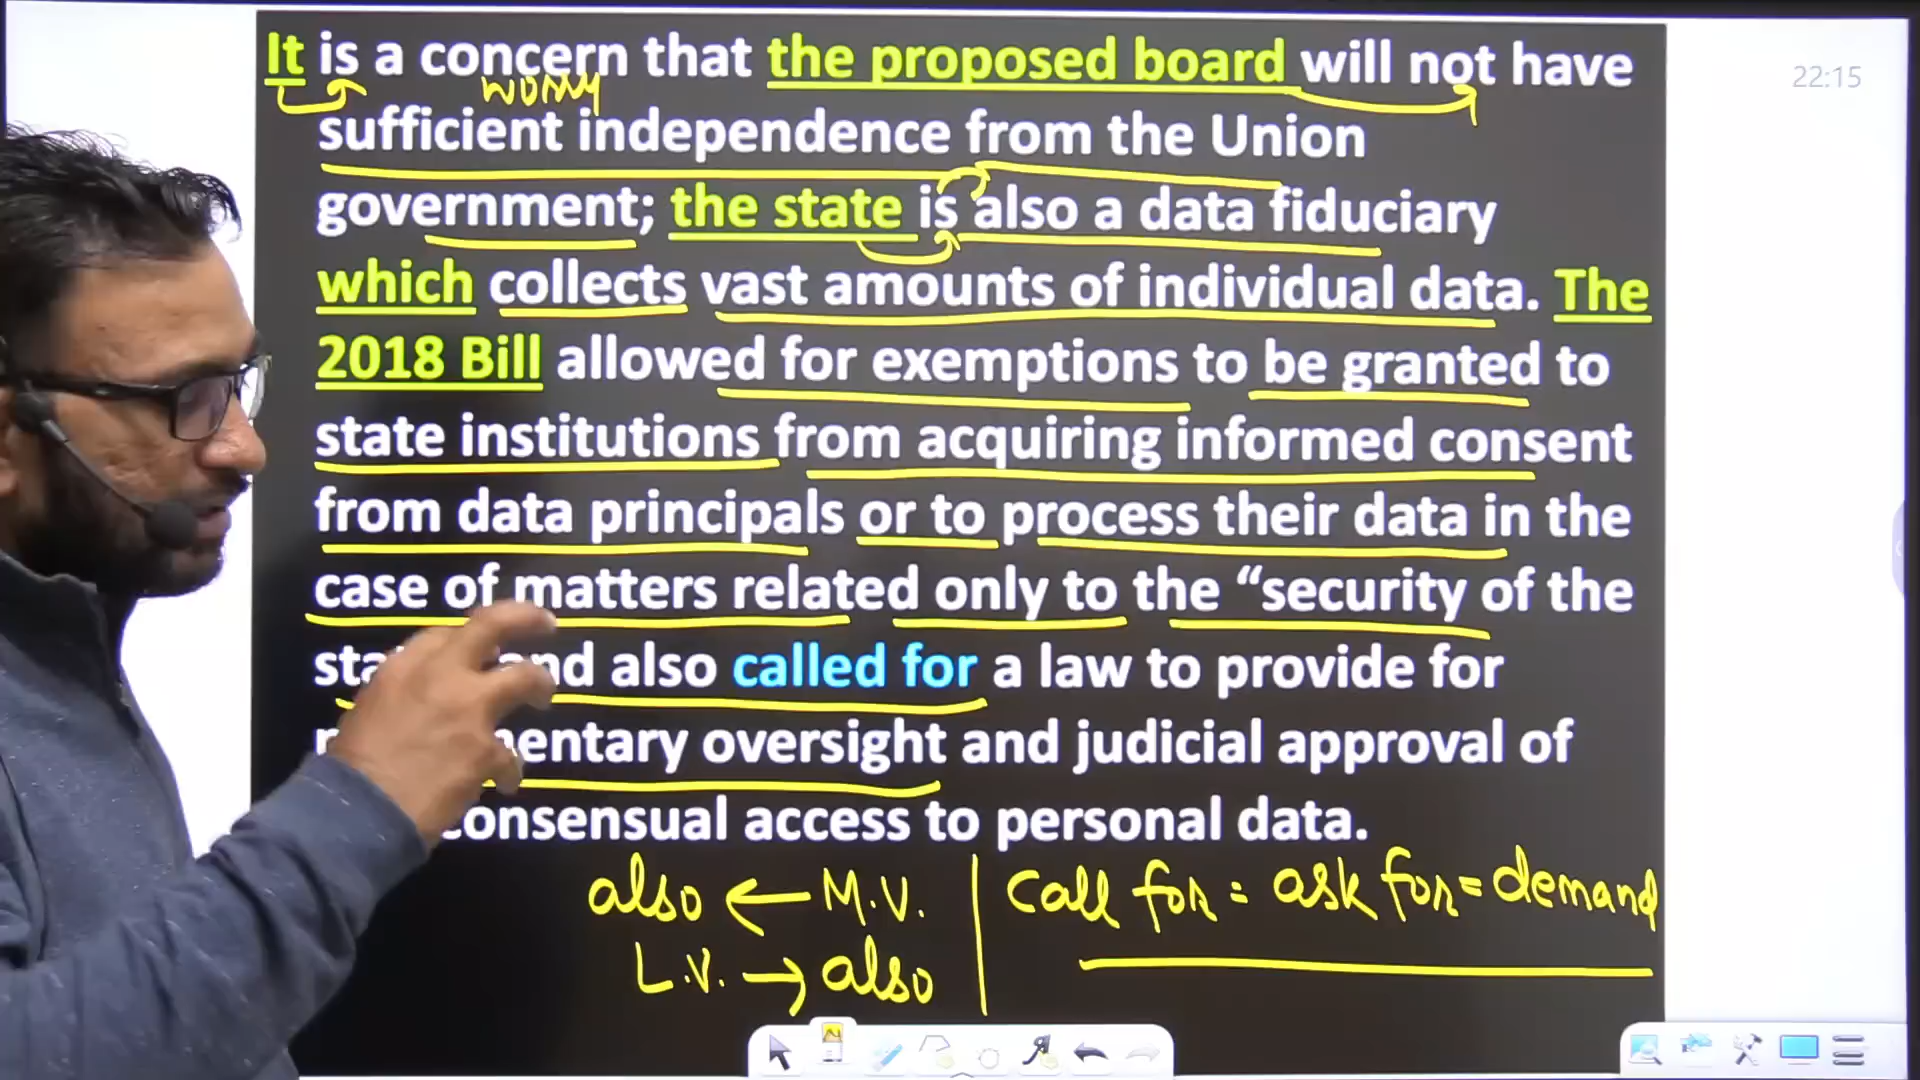 It is a concern that the proposed board will not have
worry
sufficient independence from the Union
government; the state is also a data fiduciary
which collects vast amounts of individual data. The
2018 Bill allowed for exemptions to be granted to
state institutions from acquiring informed consent
from data principals or to process their data in the
case of matters related only to the “security of the
and also called for a law to provide for
oversight and judicial approval of
access to personal data.
also ← M.V.
L.V. → also
Call for = ask for = demand
22:15